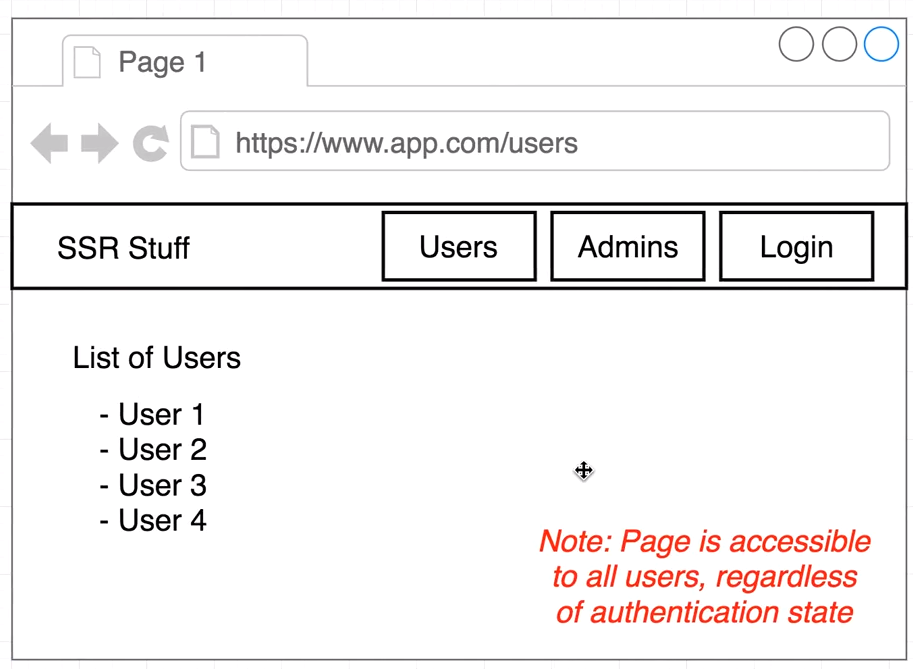 Page 1
https://www.app.com/users
SSR Stuff
Users
Admins
Login
List of Users
- User 1
- User 2
- User 3
- User 4
Note: Page is accessible
to all users, regardless
of authentication state